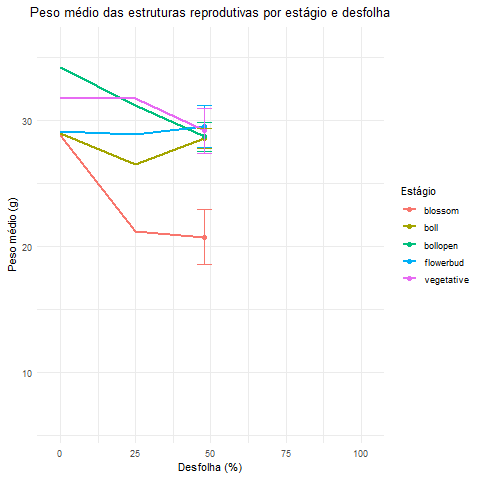 Peso médio das estruturas reprodutivas por estágio e desfolha
Peso médio (g)
30
20
10
0
25
50
75
100
Desfolha (%)
Estágio
blossom
boll
bollopen
flowerbud
vegetative